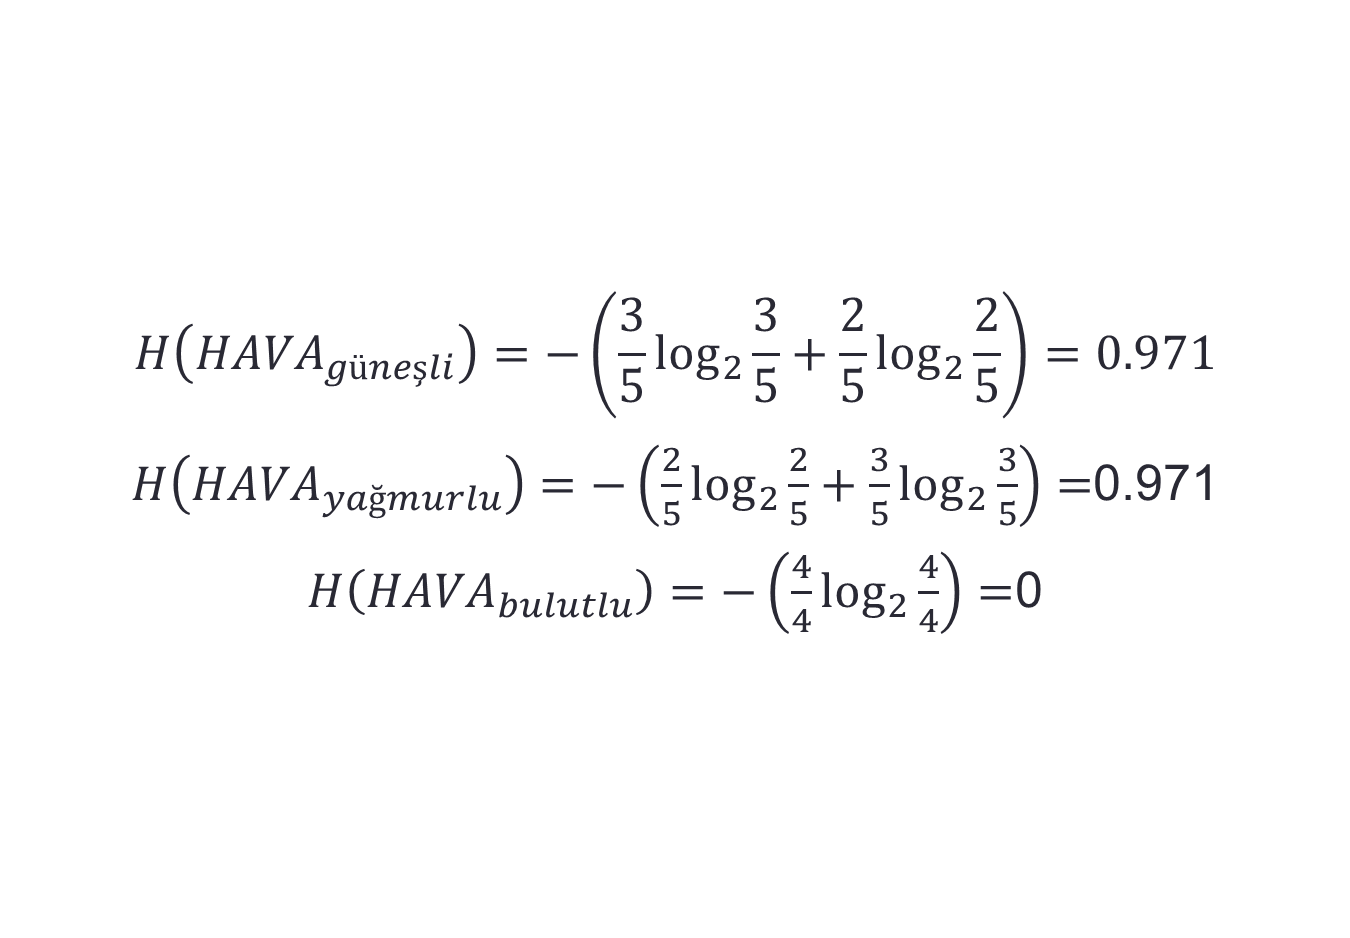 H(HAVA_güneşli) = −(3/5 log₂ 3/5 + 2/5 log₂ 2/5) = 0.971
H(HAVA_yağmurlu) = −(2/5 log₂ 2/5 + 3/5 log₂ 3/5) =0.971
H(HAVA_bulutlu) = −(4/4 log₂ 4/4) =0